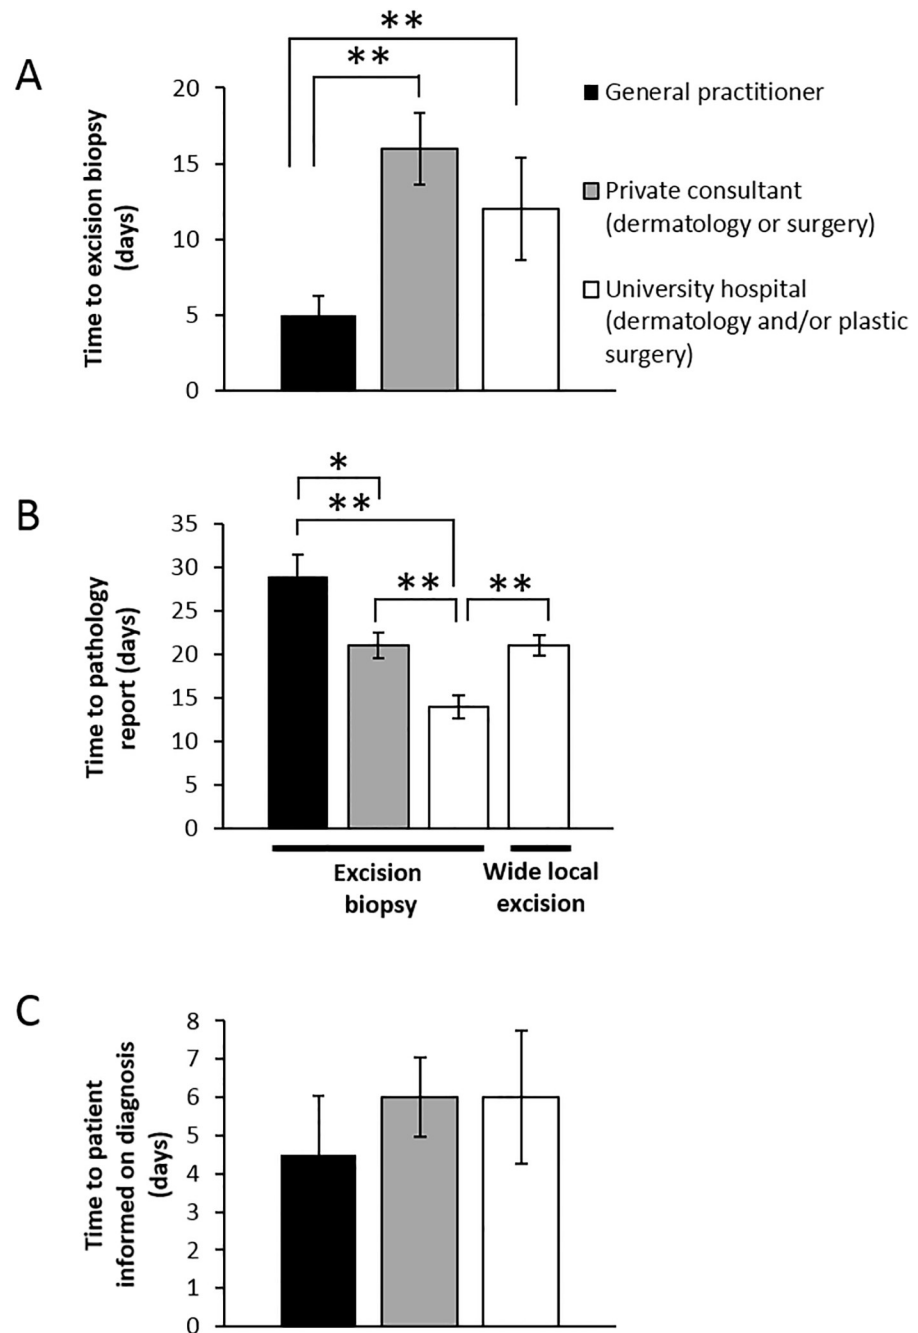 **
A
**
20
15
10
5
0
Time to excision biopsy
(days)
General practitioner
Private consultant
(dermatology or surgery)
University hospital
(dermatology and/or plastic
surgery)
B
*
**
**
**
35
30
25
20
15
10
5
0
Time to pathology
report (days)
Excision
biopsy
Wide local
excision
C
8
7
6
5
4
3
2
1
0
Time to patient
informed on diagnosis
(days)